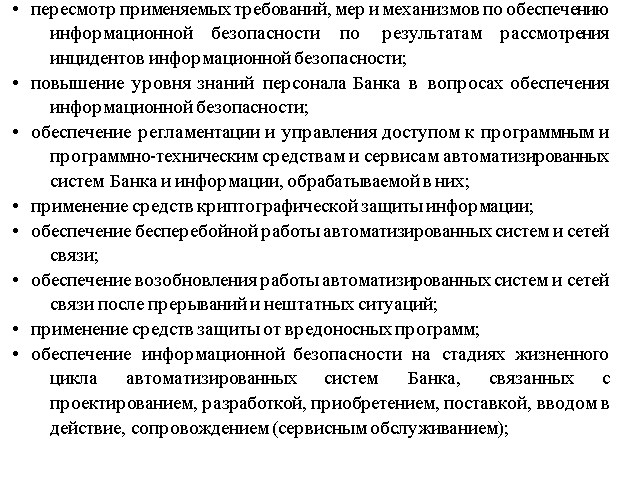 • пересмотр применяемых требований, мер и механизмов по обеспечению
информационной безопасности по результатам рассмотрения
инцидентов информационной безопасности;
• повышение уровня знаний персонала Банка в вопросах обеспечения
информационной безопасности;
• обеспечение регламентации и управления доступом к программным и
программно-техническим средствам и сервисам автоматизированных
систем Банка и информации, обрабатываемой в них;
• применение средств криптографической защиты информации;
• обеспечение бесперебойной работы автоматизированных систем и сетей
связи;
• обеспечение возобновления работы автоматизированных систем и сетей
связи после прерываний и нештатных ситуаций;
• применение средств защиты от вредоносных программ;
• обеспечение информационной безопасности на стадиях жизненного
цикла автоматизированных систем Банка, связанных с
проектированием, разработкой, приобретением, поставкой, вводом в
действие, сопровождением (сервисным обслуживанием);